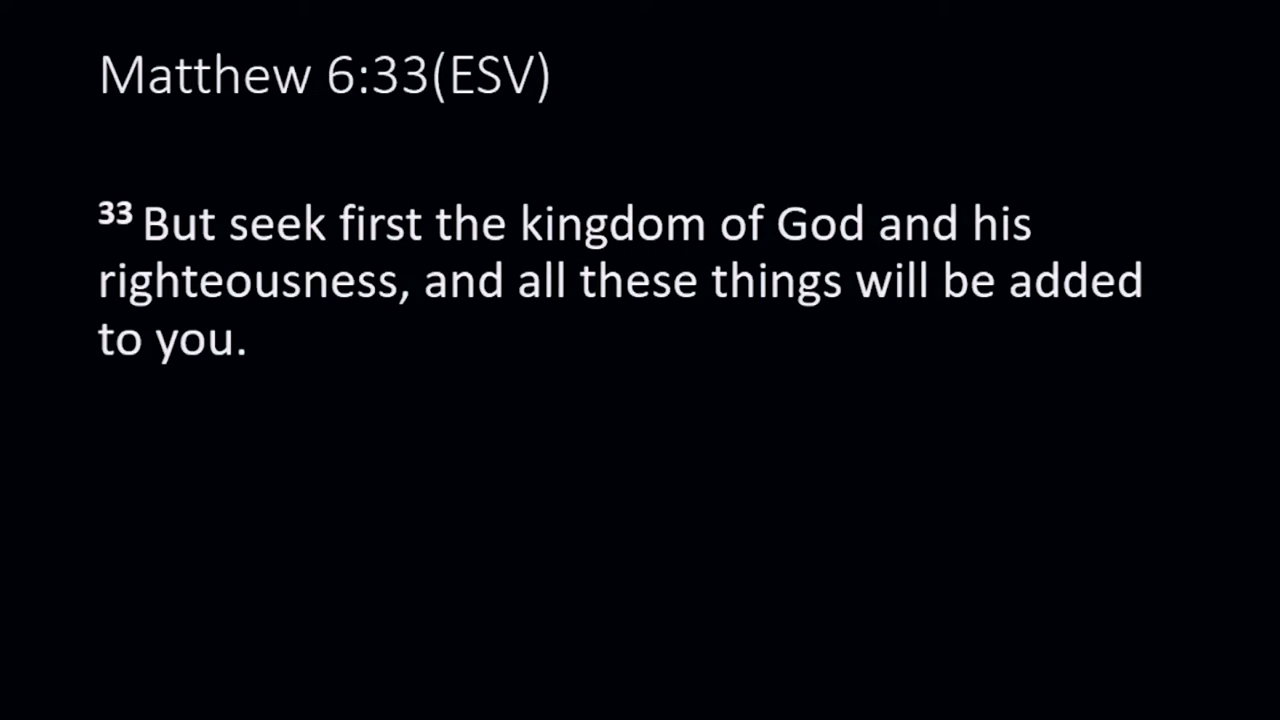 Matthew 6:33(ESV)
33 But seek first the kingdom of God and his
righteousness, and all these things will be added
to you.